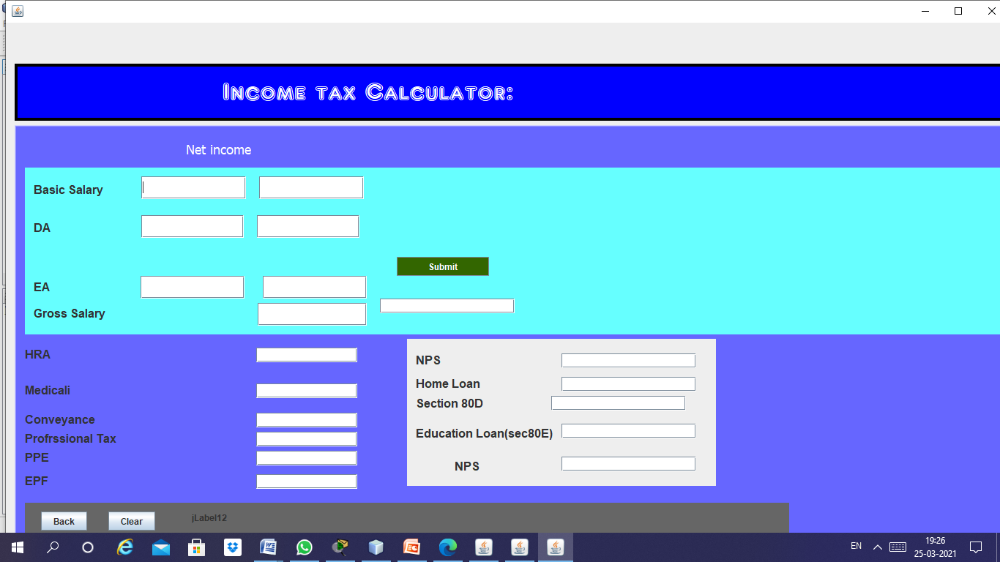 Income tax Calculator:
Net income
Basic Salary
DA
Submit
EA
Gross Salary
HRA
NPS
Home Loan
Medicali
Section 80D
Conveyance
Education Loan(sec80E)
Profrssional Tax
PPE
NPS
EPF
Back
Clear
jLabel12
EN
19:26
25-03-2021